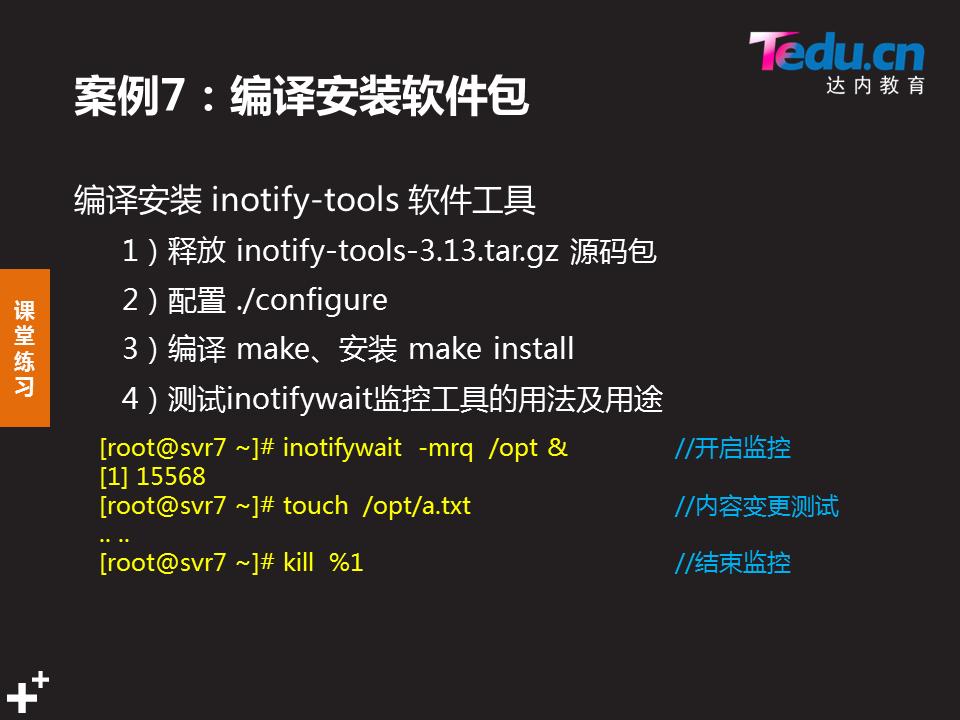 Tedu.cn
达内教育
案例7：编译安装软件包
编译安装 inotify-tools 软件工具
1）释放 inotify-tools-3.13.tar.gz 源码包
2）配置 ./configure
3）编译 make、安装 make install
4）测试inotifywait监控工具的用法及用途
课堂练习
[root@svr7 ~]# inotifywait -mrq /opt & //开启监控
[1] 15568
[root@svr7 ~]# touch /opt/a.txt //内容变更测试
.. ..
[root@svr7 ~]# kill %1 //结束监控